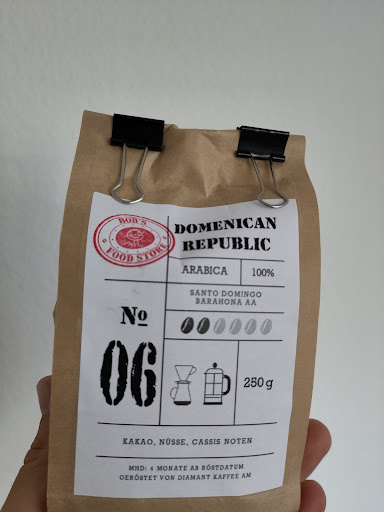 BOB'S
FOOD STORE
DOMENICAN
REPUBLIC
ARABICA
100%
SANTO DOMINGO
BARAHONA AA
No
06
250 g
KAKAO, NÜSSE, CASSIS NOTEN
MHD: 6 MONATE AB RÖSTDATUM
GERÖSTET VON DIAMANT KAFFEE AM